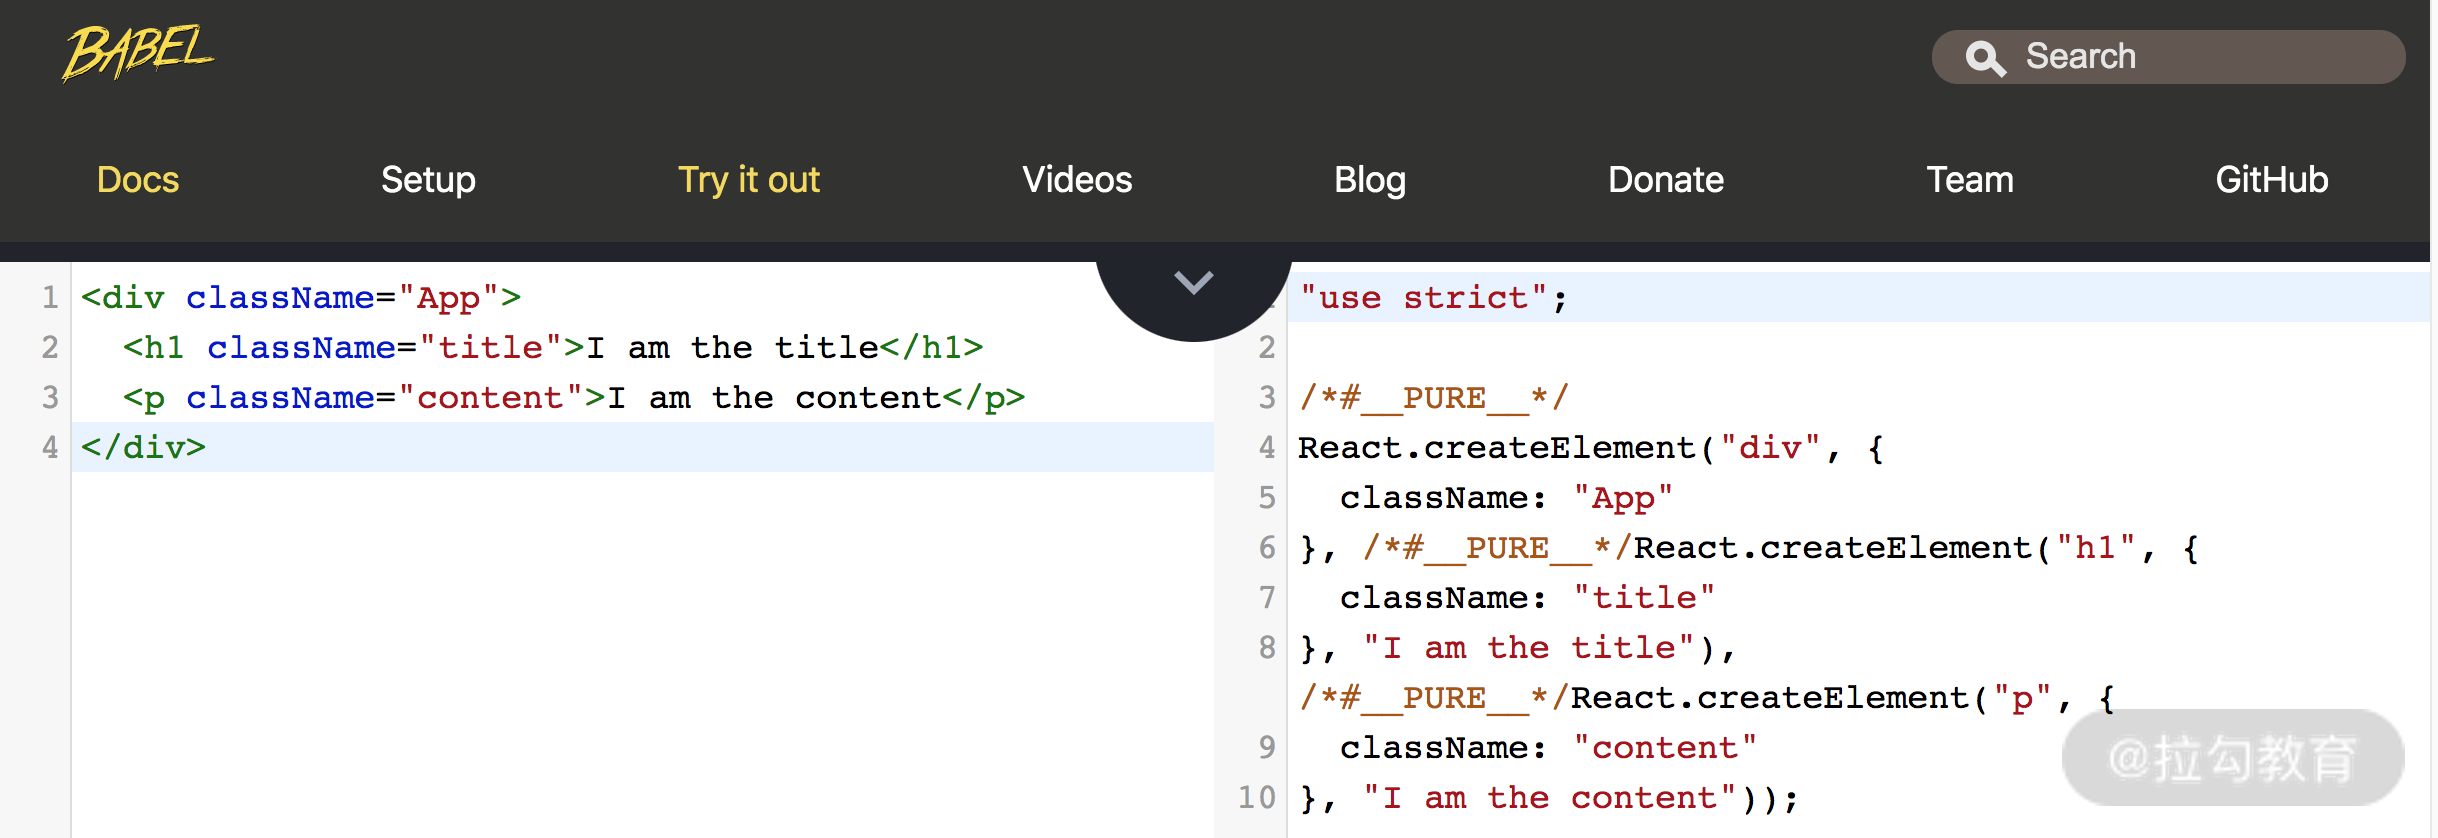 BABEL
Search
Docs Setup Try it out Videos Blog Donate Team GitHub
1 <div className="App">
2   <h1 className="title">I am the title</h1>
3   <p className="content">I am the content</p>
4 </div>
"use strict";
2
3 /*#__PURE__*/
4 React.createElement("div", {
5   className: "App"
6 }, /*#__PURE__*/React.createElement("h1", {
7   className: "title"
8 }, "I am the title"),
/*#__PURE__*/React.createElement("p", {
9   className: "content"
10 }, "I am the content"));
@拉勾教育